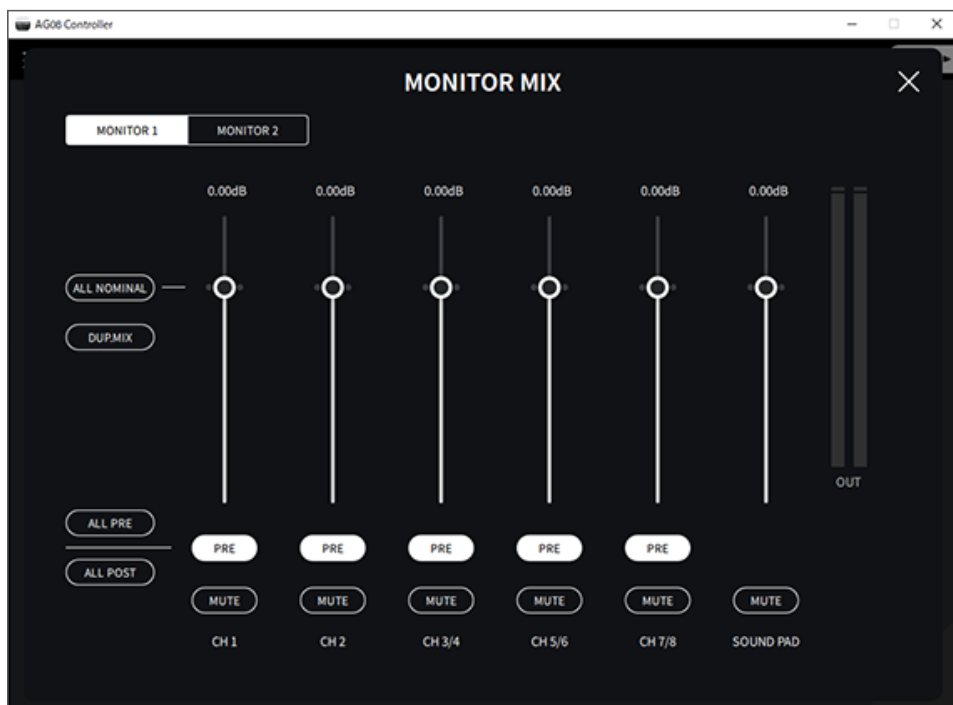 AG08 Controller
MONITOR MIX
MONITOR 1 MONITOR 2
0.00dB 0.00dB 0.00dB 0.00dB 0.00dB 0.00dB
ALL NOMINAL
DUP.MIX
OUT
ALL PRE
PRE PRE PRE PRE PRE
ALL POST
MUTE MUTE MUTE MUTE MUTE MUTE
CH 1 CH 2 CH 3/4 CH 5/6 CH 7/8 SOUND PAD